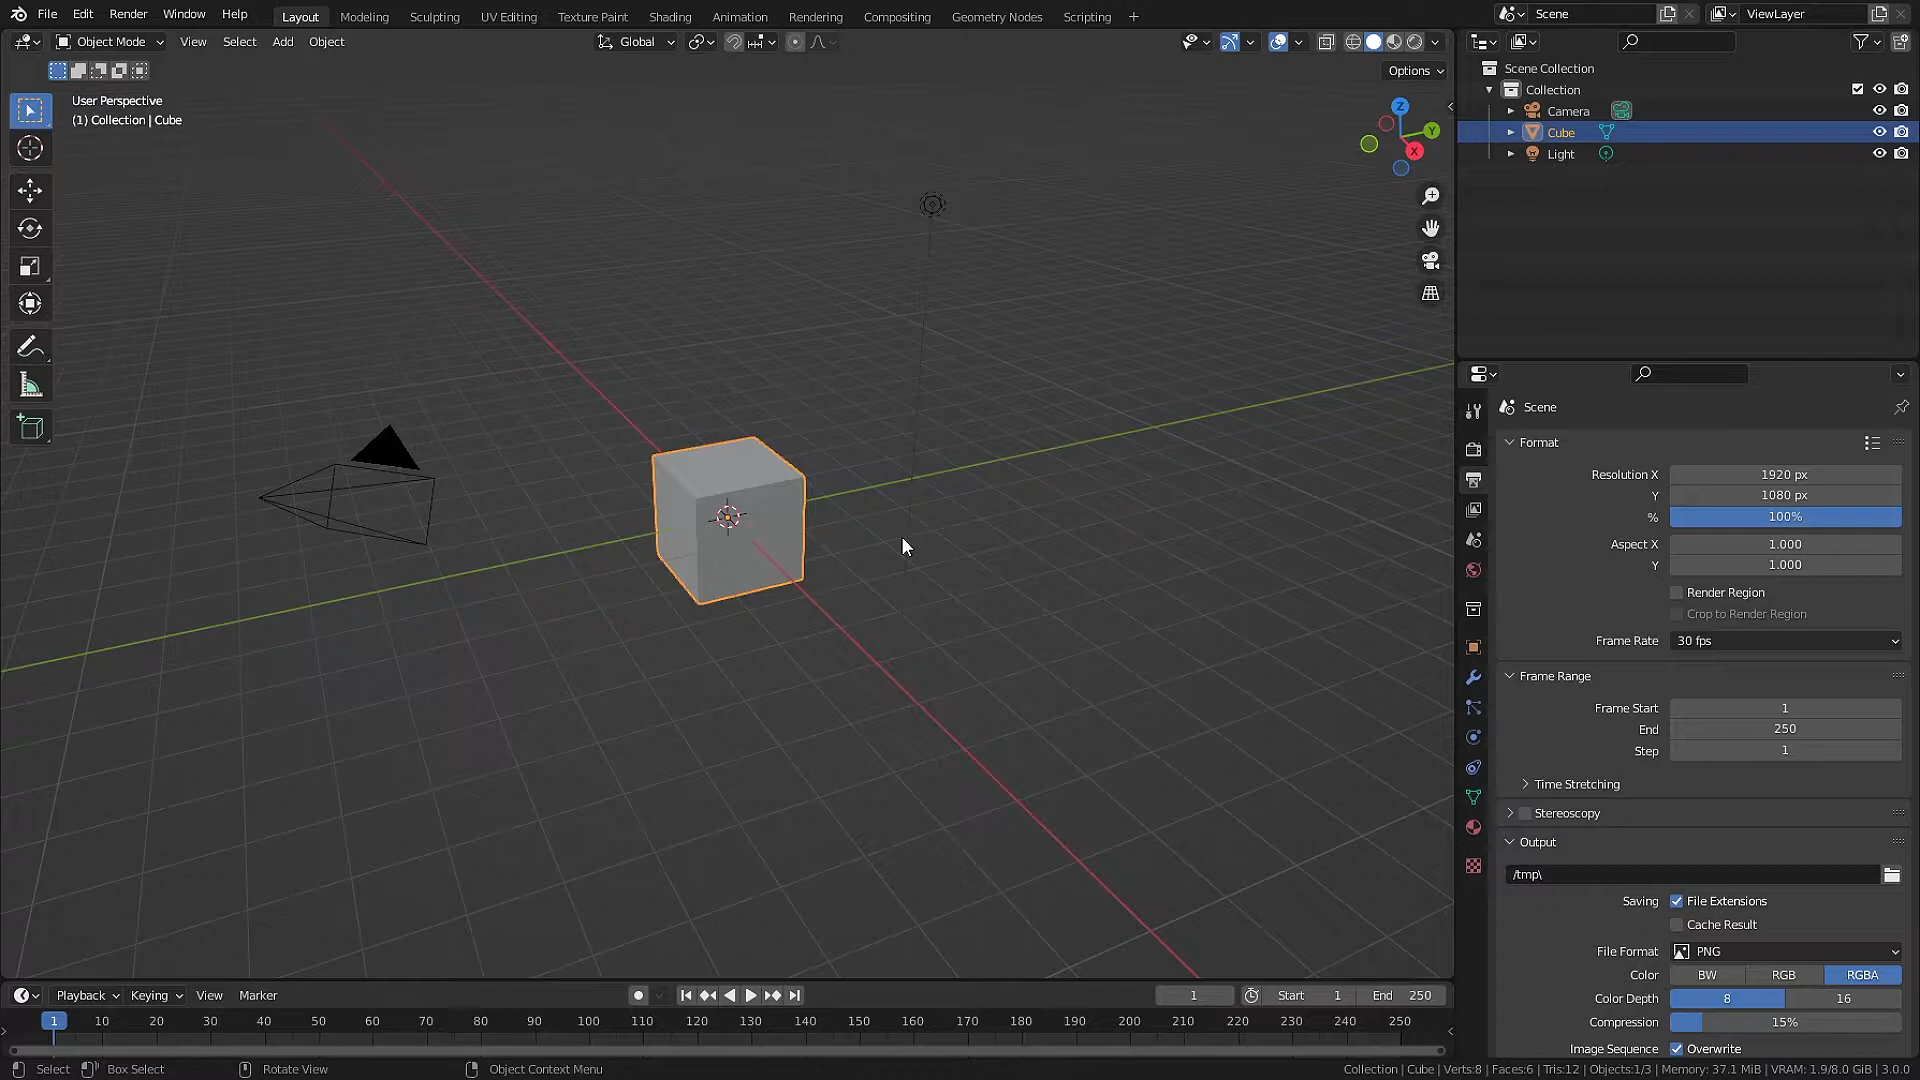 File Edit Render Window Help Layout Modeling Sculpting UV Editing Texture Paint Shading Animation Rendering Compositing Geometry Nodes Scripting + Scene ViewLayer
Object Mode View Select Add Object Global
Options
User Perspective
(1) Collection | Cube
Z
Y
X
Scene Collection
Collection
Camera
Cube
Light
Scene
Format
Resolution X 1920 px
Y 1080 px
% 100%
Aspect X 1.000
Y 1.000
Render Region
Crop to Render Region
Frame Rate 30 fps
Frame Range
Frame Start 1
End 250
Step 1
Time Stretching
Stereoscopy
Output
/tmp\
Saving File Extensions
Cache Result
File Format PNG
Color BW RGB RGBA
Color Depth 8 16
Compression 15%
Image Sequence Overwrite
Playback Keying View Marker 1 Start 1 End 250
1 10 20 30 40 50 60 70 80 90 100 110 120 130 140 150 160 170 180 190 200 210 220 230 240 250
Select Box Select Rotate View Object Context Menu Collection | Cube | Verts:8 | Faces:6 | Tris:12 | Objects:1/3 | Memory: 37.1 MiB | VRAM: 1.9/8.0 GiB | 3.0.0